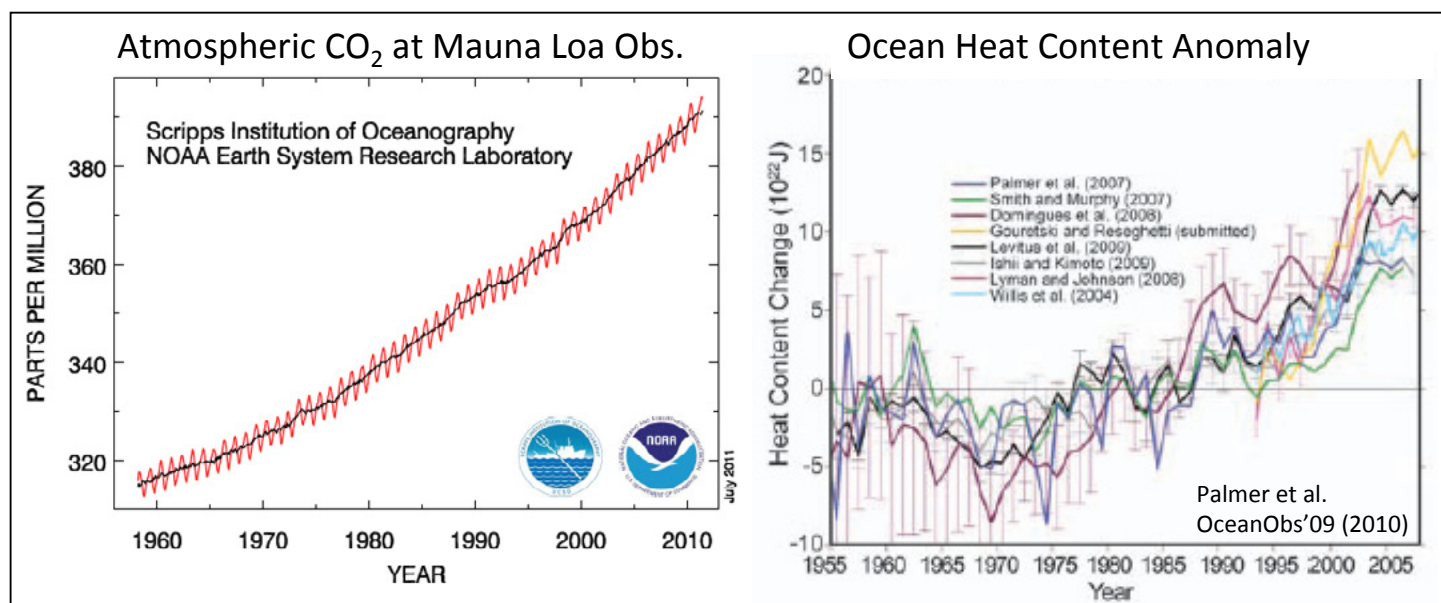 Atmospheric CO₂ at Mauna Loa Obs.
Scripps Institution of Oceanography
NOAA Earth System Research Laboratory
PARTS PER MILLION
380
360
340
320
NOAA
July 2011
1960 1970 1980 1990 2000 2010
YEAR
Ocean Heat Content Anomaly
Heat Content Change (10²²J)
20
15
10
5
0
-5
-10
Palmer et al. (2007)
Smith and Murphy (2007)
Domingues et al. (2008)
Gouretski and Reseghetti (submitted)
Levitus et al. (2009)
Ishii and Kimoto (2009)
Lyman and Johnson (2008)
Willis et al. (2004)
Palmer et al.
OceanObs'09 (2010)
1955 1960 1965 1970 1975 1980 1985 1990 1995 2000 2005
Year